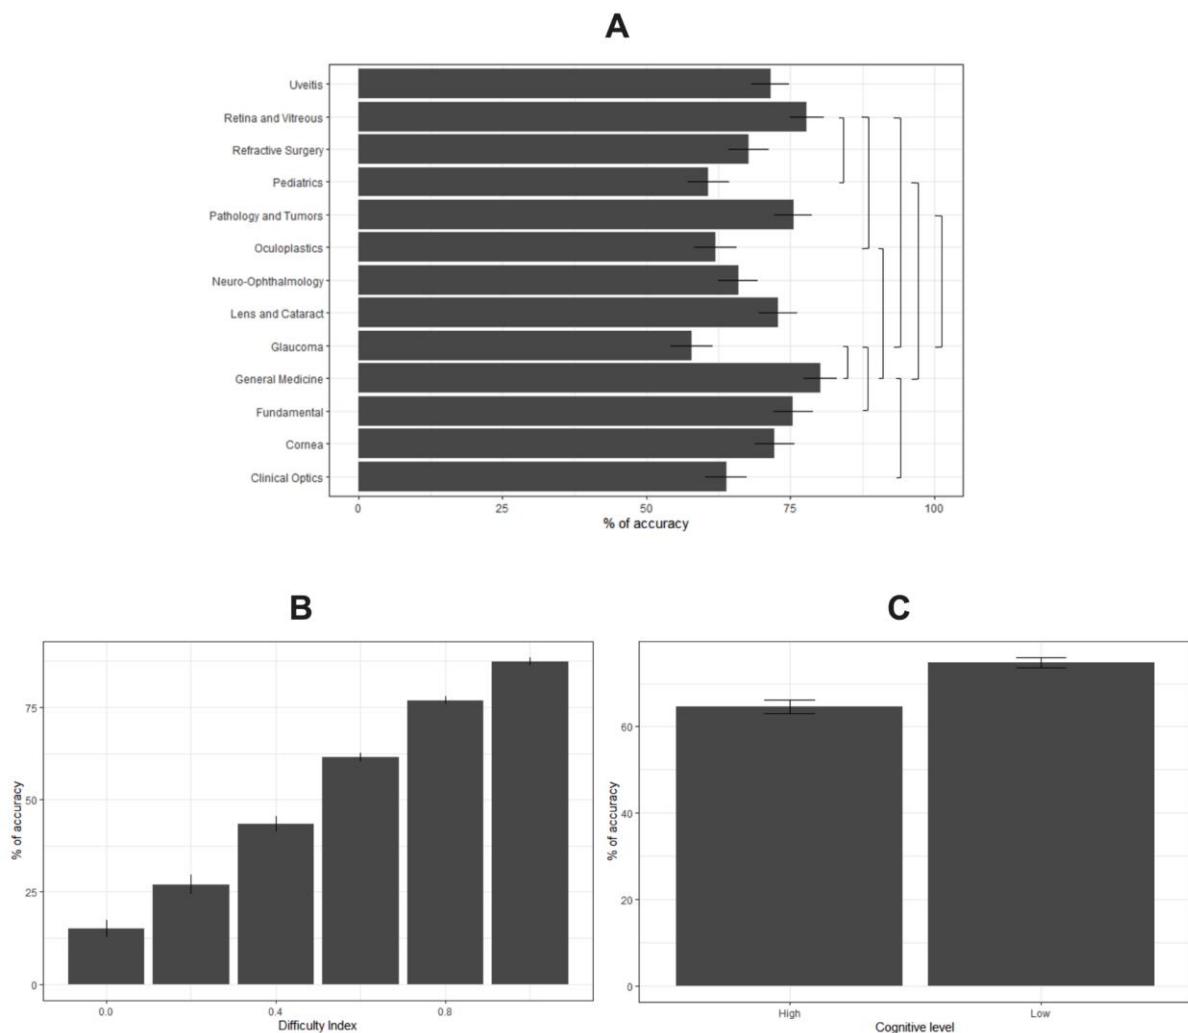 A
Uveitis
Retina and Vitreous
Refractive Surgery
Pediatrics
Pathology and Tumors
Oculoplastics
Neuro-Ophthalmology
Lens and Cataract
Glaucoma
General Medicine
Fundamental
Cornea
Clinical Optics
0 25 50 75 100
% of accuracy
B
% of accuracy
75
50
25
0
0.0 0.4 0.8
Difficulty Index
C
% of accuracy
60
40
20
0
High Low
Cognitive level